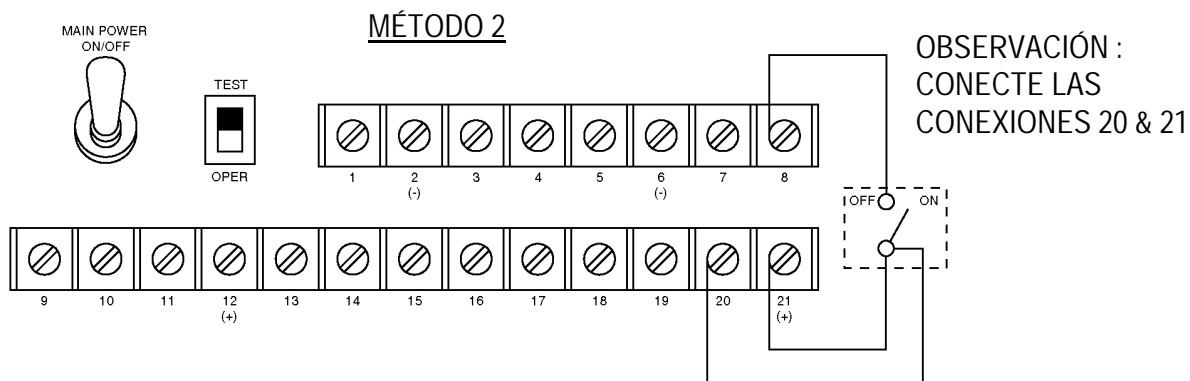 MÉTODO 2
MAIN POWER
ON/OFF
TEST
OPER
OBSERVACIÓN :
CONECTE LAS
CONEXIONES 20 & 21
1 2 3 4 5 6 7 8
(-) (-)
OFF ON
9 10 11 12 13 14 15 16 17 18 19 20 21
(+) (+)